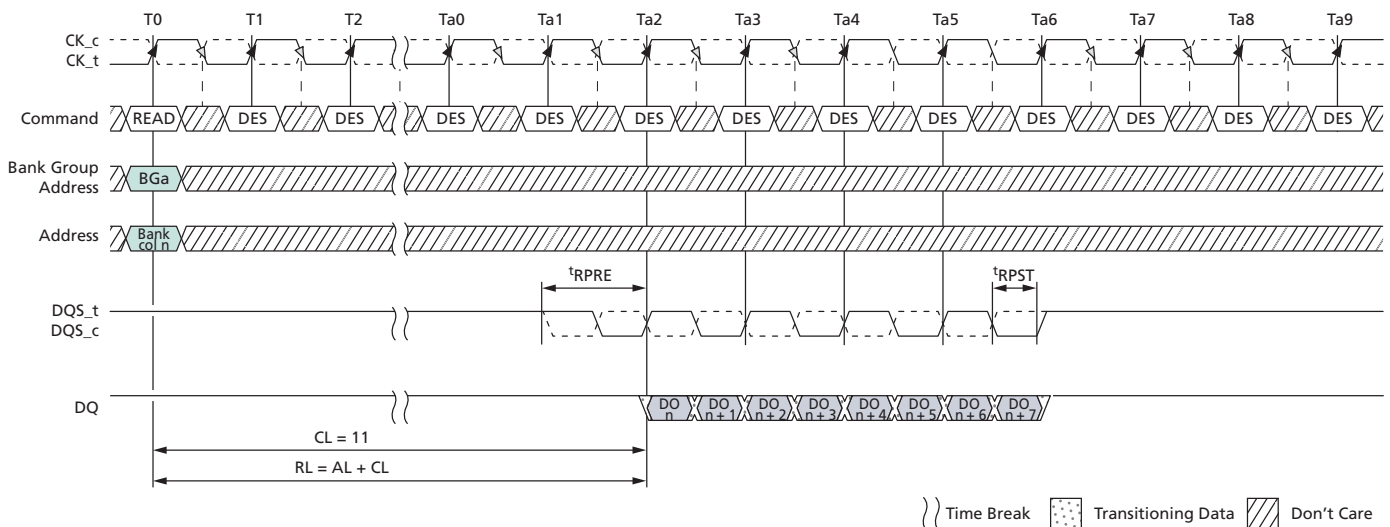 T0 T1 T2 Ta0 Ta1 Ta2 Ta3 Ta4 Ta5 Ta6 Ta7 Ta8 Ta9
CK_c
CK_t
Command READ DES DES DES DES DES DES DES DES DES DES DES DES
Bank Group
Address
BGa
Address
Bank
col n
tRPRE tRPST
DQS_t
DQS_c
DQ
DO
n
DO
n + 1
DO
n + 2
DO
n + 3
DO
n + 4
DO
n + 5
DO
n + 6
DO
n + 7
CL = 11
RL = AL + CL
Time Break Transitioning Data Don't Care